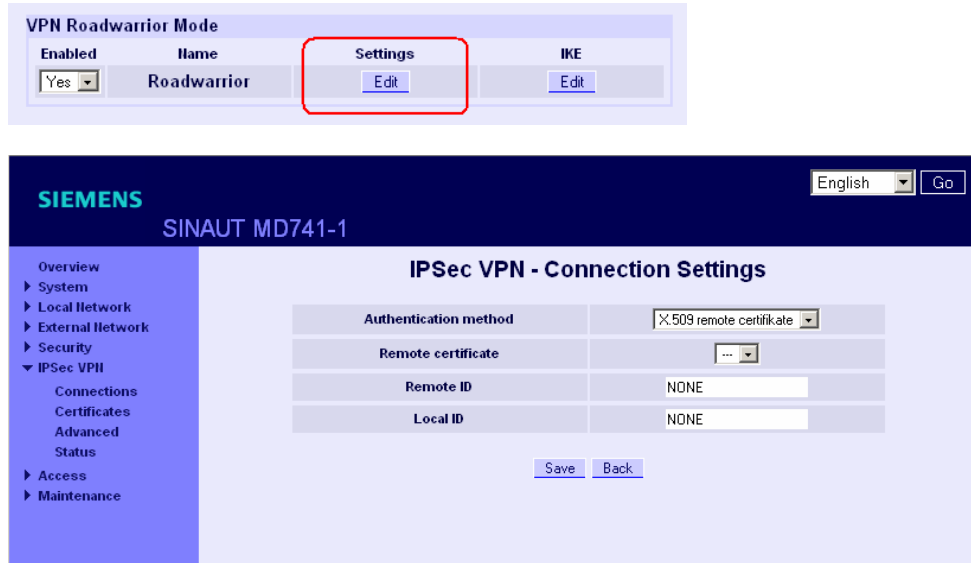 VPN Roadwarrior Mode
Enabled Name Settings IKE
Yes Roadwarrior Edit Edit
English Go
SIEMENS
SINAUT MD741-1
Overview
System
Local Network
External Network
Security
IPSec VPN
Connections
Certificates
Advanced
Status
Access
Maintenance
IPSec VPN - Connection Settings
Authentication method X.509 remote certifikate
Remote certificate ---
Remote ID NONE
Local ID NONE
Save Back